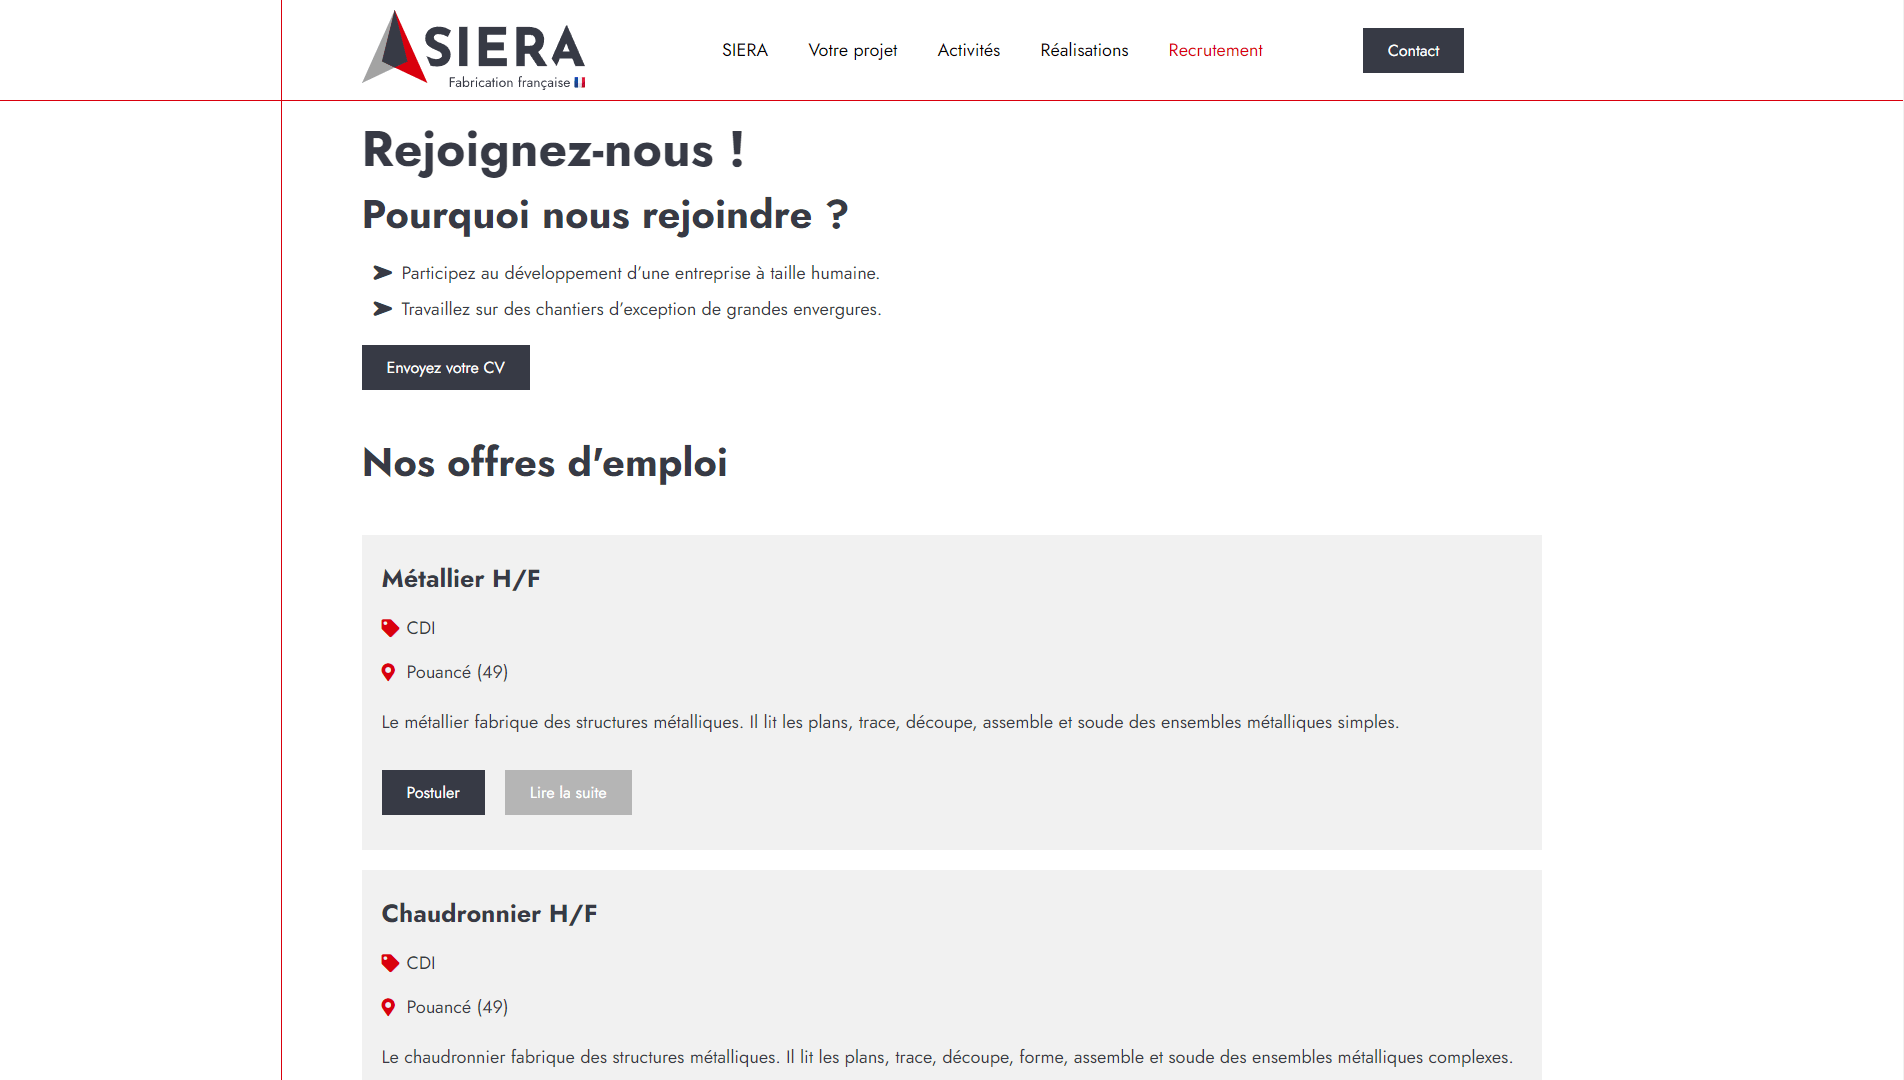 SIERA
Fabrication française
SIERA
Votre projet
Activités
Réalisations
Recrutement
Contact
Rejoignez-nous !
Pourquoi nous rejoindre ?
Participez au développement d’une entreprise à taille humaine.
Travaillez sur des chantiers d’exception de grandes envergures.
Envoyez votre CV
Nos offres d'emploi
Métallier H/F
CDI
Pouancé (49)
Le métallier fabrique des structures métalliques. Il lit les plans, trace, découpe, assemble et soude des ensembles métalliques simples.
Postuler
Lire la suite
Chaudronnier H/F
CDI
Pouancé (49)
Le chaudronnier fabrique des structures métalliques. Il lit les plans, trace, découpe, forme, assemble et soude des ensembles métalliques complexes.